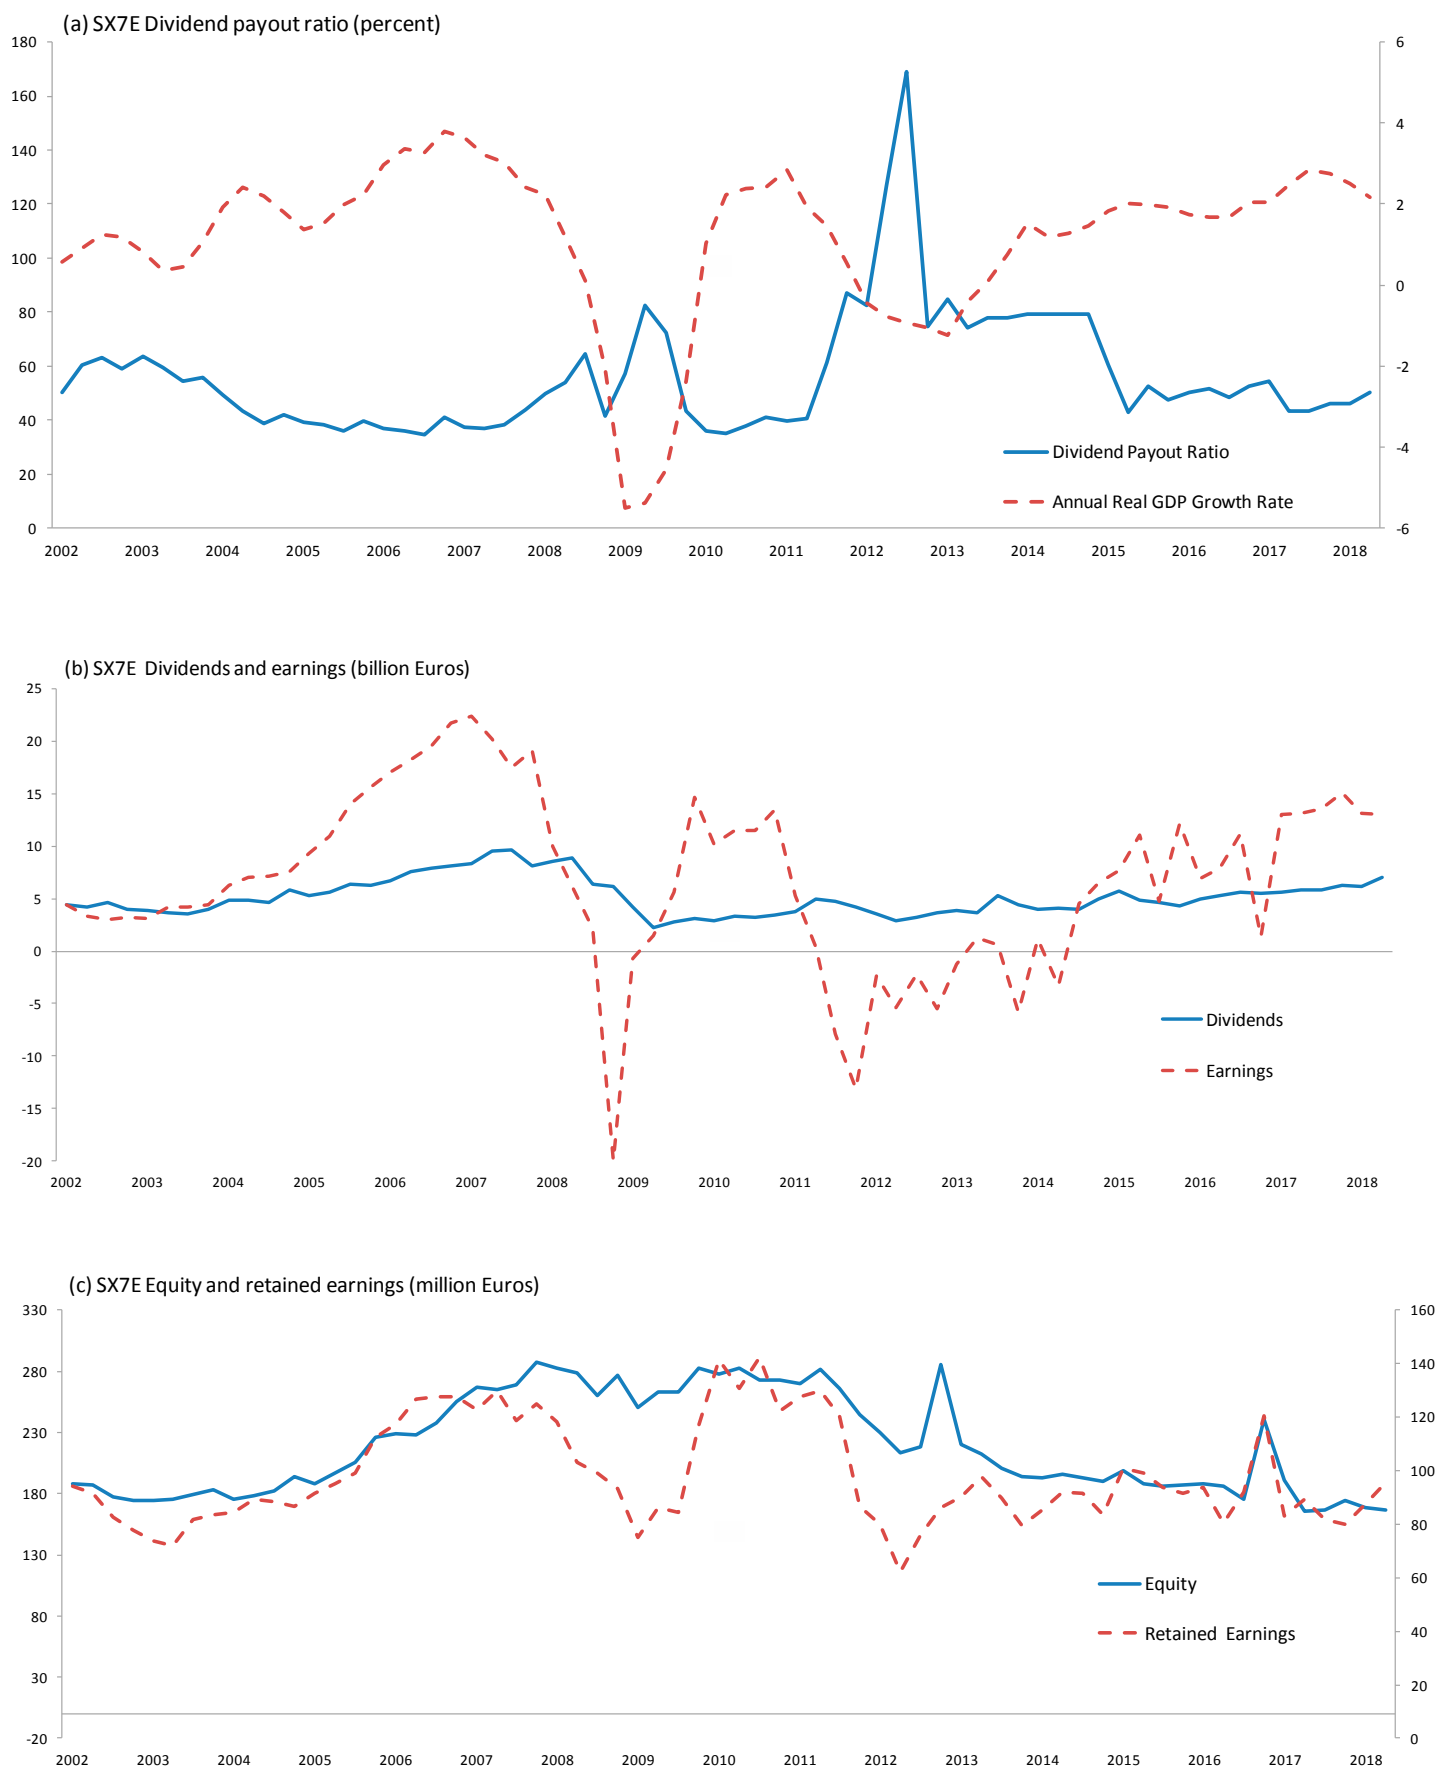 (a) SX7E Dividend payout ratio (percent)
180 6
160
4
140
120 2
100
0
80
60 -2
40
-4
20
0 -6
Dividend Payout Ratio
Annual Real GDP Growth Rate
2002 2003 2004 2005 2006 2007 2008 2009 2010 2011 2012 2013 2014 2015 2016 2017 2018
(b) SX7E Dividends and earnings (billion Euros)
25
20
15
10
5
0
-5
-10
-15
-20
Dividends
Earnings
2002 2003 2004 2005 2006 2007 2008 2009 2010 2011 2012 2013 2014 2015 2016 2017 2018
(c) SX7E Equity and retained earnings (million Euros)
330 160
280 140
230 120
180 100
130 80
80 60
30 40
-20 20
0
Equity
Retained Earnings
2002 2003 2004 2005 2006 2007 2008 2009 2010 2011 2012 2013 2014 2015 2016 2017 2018